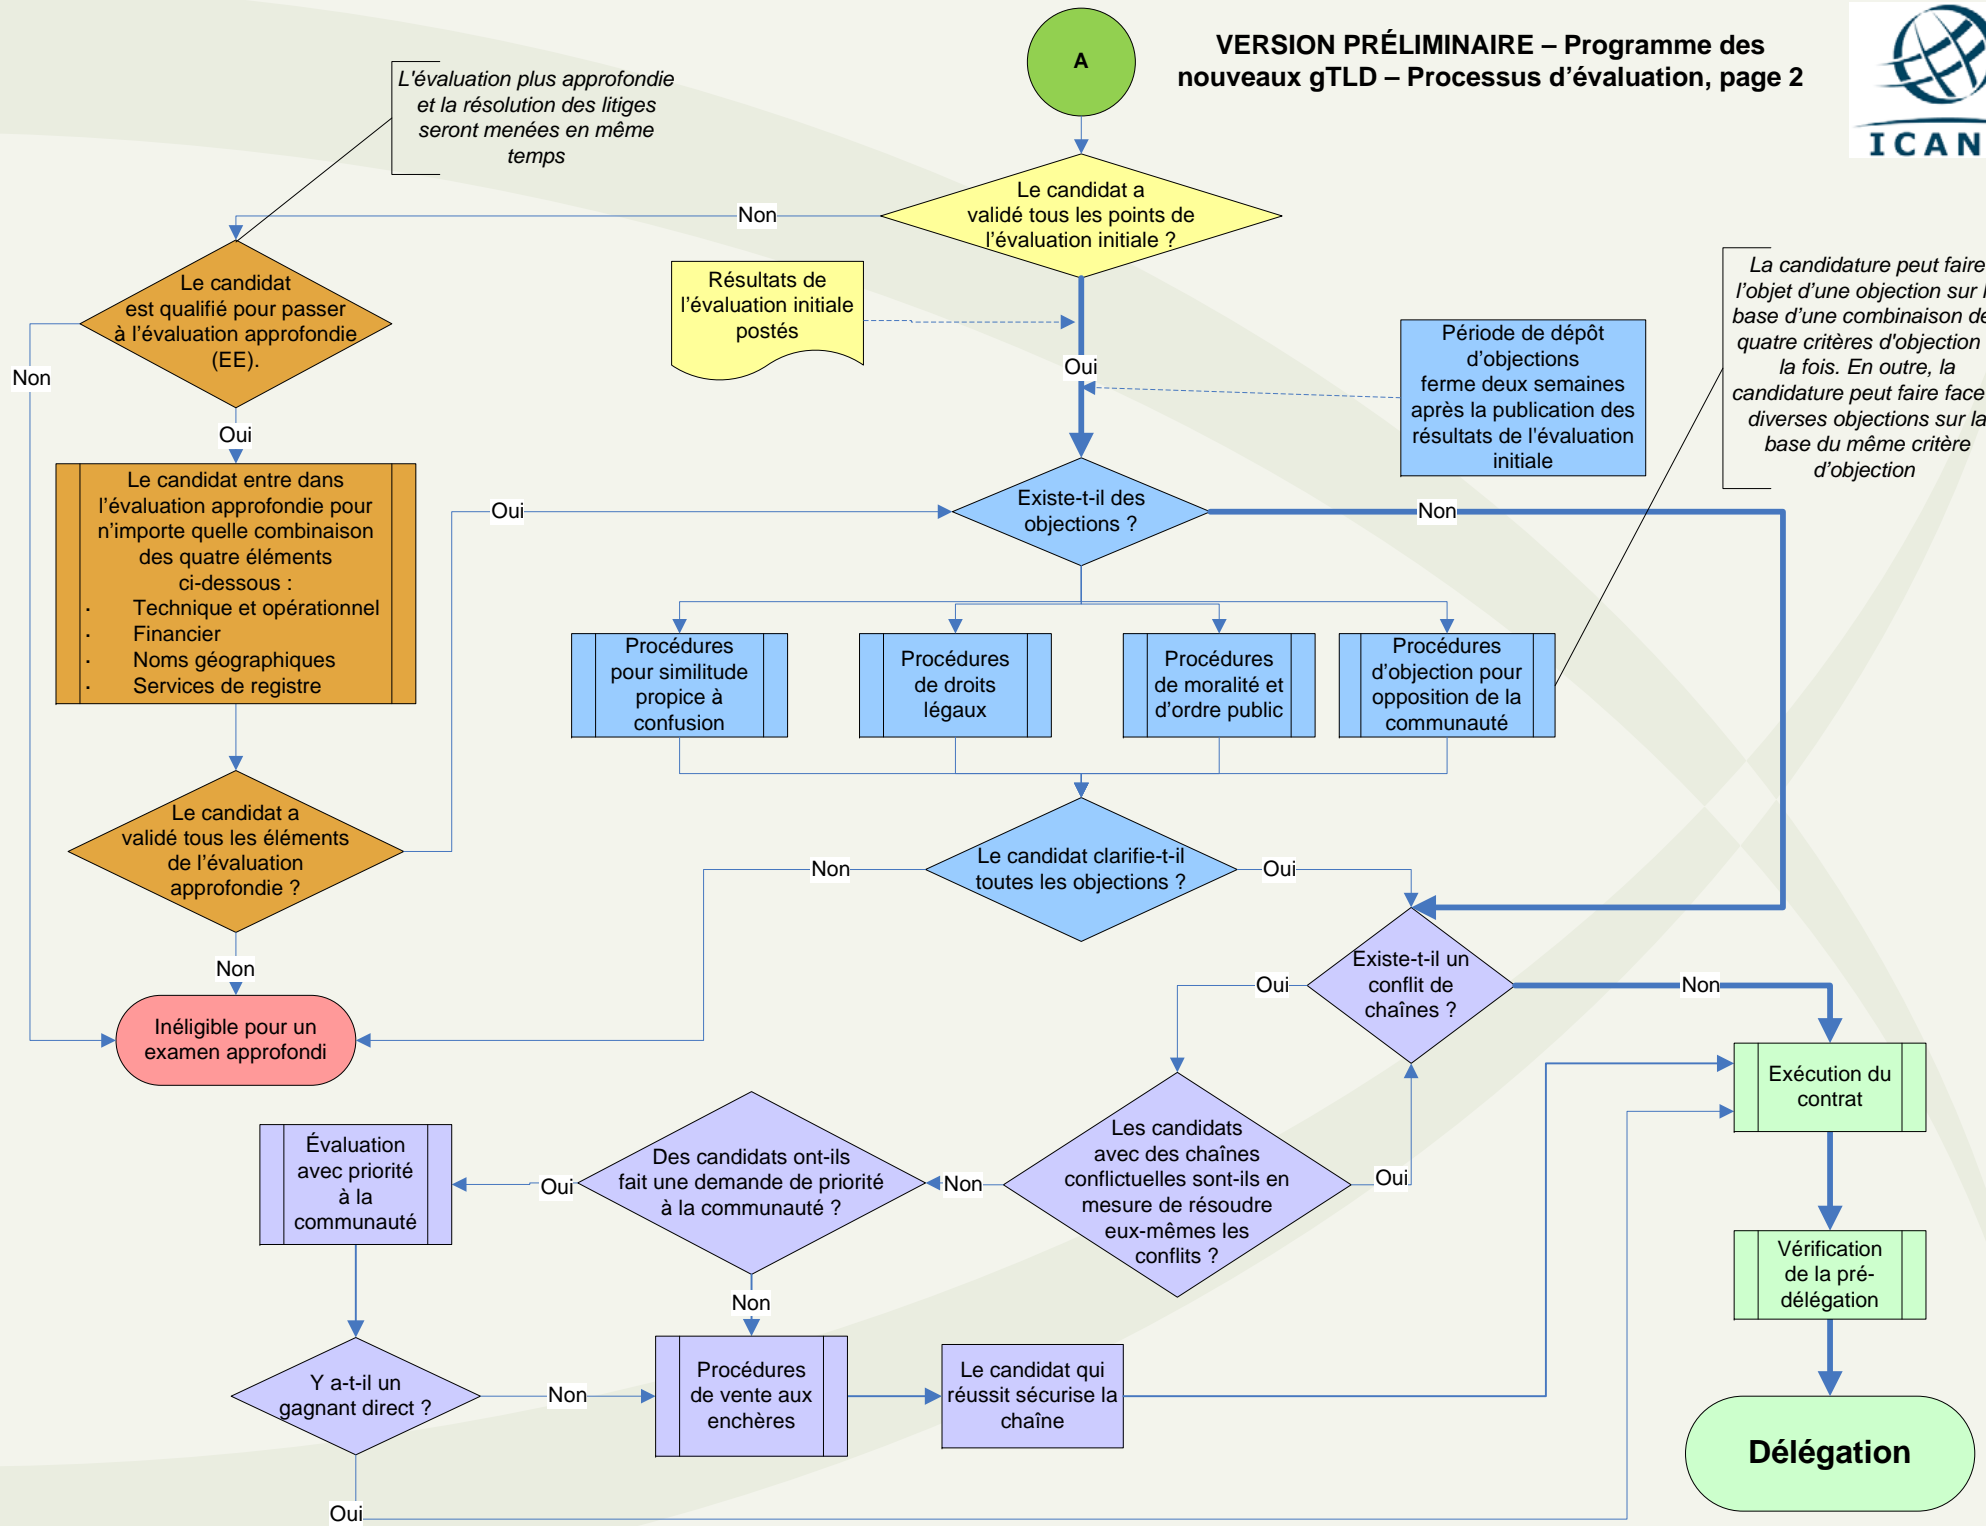 A
VERSION PRÉLIMINAIRE – Programme des
nouveaux gTLD – Processus d’évaluation, page 2
ICAN
L'évaluation plus approfondie
et la résolution des litiges
seront menées en même
temps
Le candidat a
validé tous les points de
l’évaluation initiale ?
Non
Le candidat
est qualifié pour passer
à l’évaluation approfondie
(EE).
Résultats de
l’évaluation initiale
postés
Oui
Période de dépôt
d’objections
ferme deux semaines
après la publication des
résultats de l'évaluation
initiale
La candidature peut faire
l’objet d’une objection sur
base d’une combinaison
quatre critères d'objection
la fois. En outre, la
candidature peut faire face
diverses objections sur la
base du même critère
d’objection
Non
Oui
Le candidat entre dans
l’évaluation approfondie pour
n’importe quelle combinaison
des quatre éléments
ci-dessous :
· Technique et opérationnel
· Financier
· Noms géographiques
· Services de registre
Oui
Existe-t-il des
objections ?
Non
Procédures
pour similitude
propice à
confusion
Procédures
de droits
légaux
Procédures
de moralité et
d’ordre public
Procédures
d’objection pour
opposition de la
communauté
Le candidat a
validé tous les éléments
de l’évaluation
approfondie ?
Non
Le candidat clarifie-t-il
toutes les objections ?
Oui
Non
Inéligible pour un
examen approfondi
Existe-t-il un
conflit de
chaînes ?
Oui
Non
Exécution du
contrat
Évaluation
avec priorité
à la
communauté
Oui
Des candidats ont-ils
fait une demande de priorité
à la communauté ?
Non
Les candidats
avec des chaînes
conflictuelles sont-ils en
mesure de résoudre
eux-mêmes les
conflits ?
Oui
Non
Vérification
de la pré-
délégation
Y a-t-il un
gagnant direct ?
Non
Procédures
de vente aux
enchères
Le candidat qui
réussit sécurise la
chaîne
Délégation
Oui